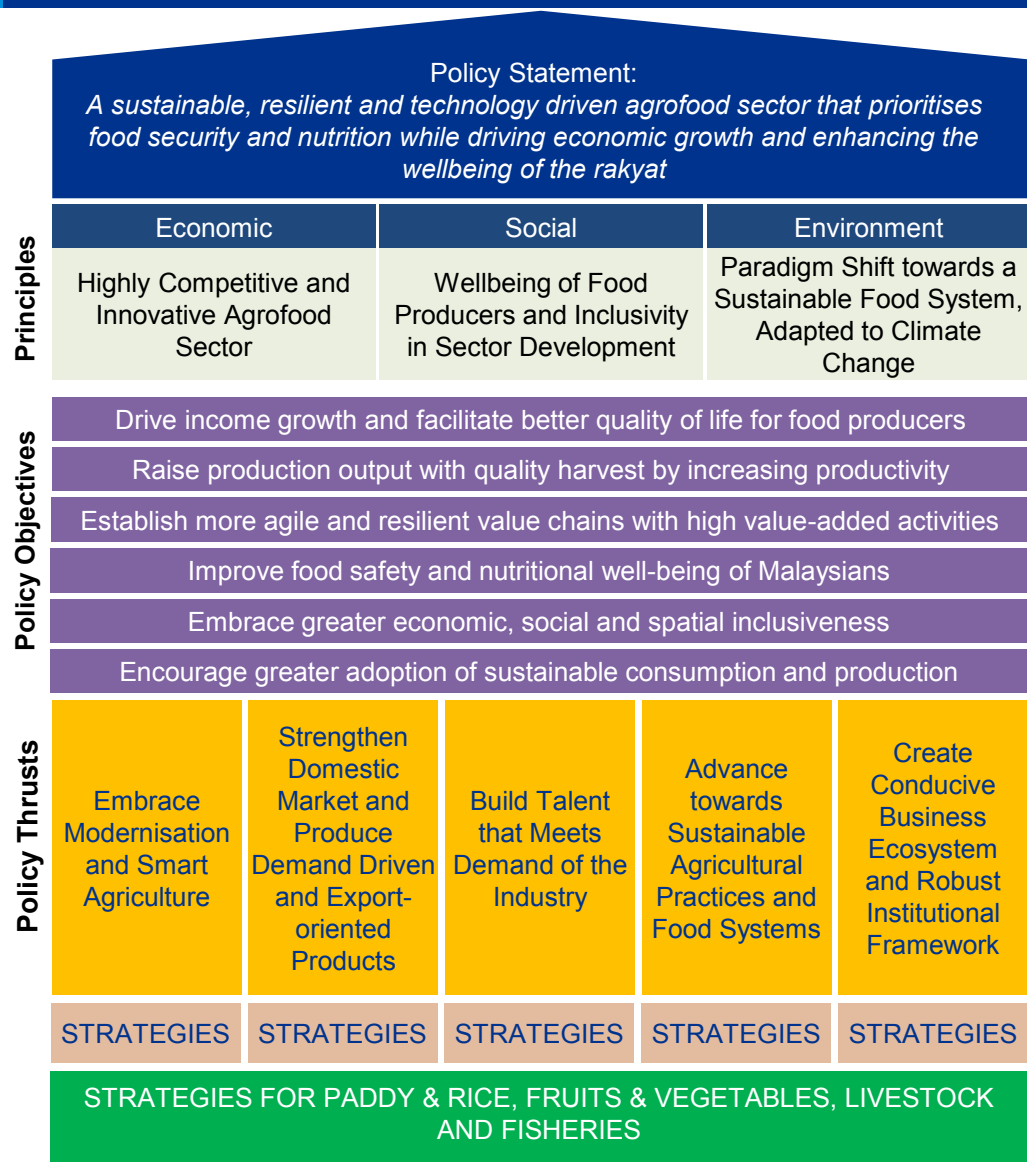 Policy Statement:
A sustainable, resilient and technology driven agrofood sector that prioritises
food security and nutrition while driving economic growth and enhancing the
wellbeing of the rakyat
Principles
Economic
Highly Competitive and
Innovative Agrofood
Sector
Social
Wellbeing of Food
Producers and Inclusivity
in Sector Development
Environment
Paradigm Shift towards a
Sustainable Food System,
Adapted to Climate
Change
Policy Objectives
Drive income growth and facilitate better quality of life for food producers
Raise production output with quality harvest by increasing productivity
Establish more agile and resilient value chains with high value-added activities
Improve food safety and nutritional well-being of Malaysians
Embrace greater economic, social and spatial inclusiveness
Encourage greater adoption of sustainable consumption and production
Policy Thrusts
Embrace
Modernisation
and Smart
Agriculture
Strengthen
Domestic
Market and
Produce
Demand Driven
and Export-
oriented
Products
Build Talent
that Meets
Demand of the
Industry
Advance
towards
Sustainable
Agricultural
Practices and
Food Systems
Create
Conducive
Business
Ecosystem
and Robust
Institutional
Framework
STRATEGIES
STRATEGIES
STRATEGIES
STRATEGIES
STRATEGIES
STRATEGIES FOR PADDY & RICE, FRUITS & VEGETABLES, LIVESTOCK
AND FISHERIES